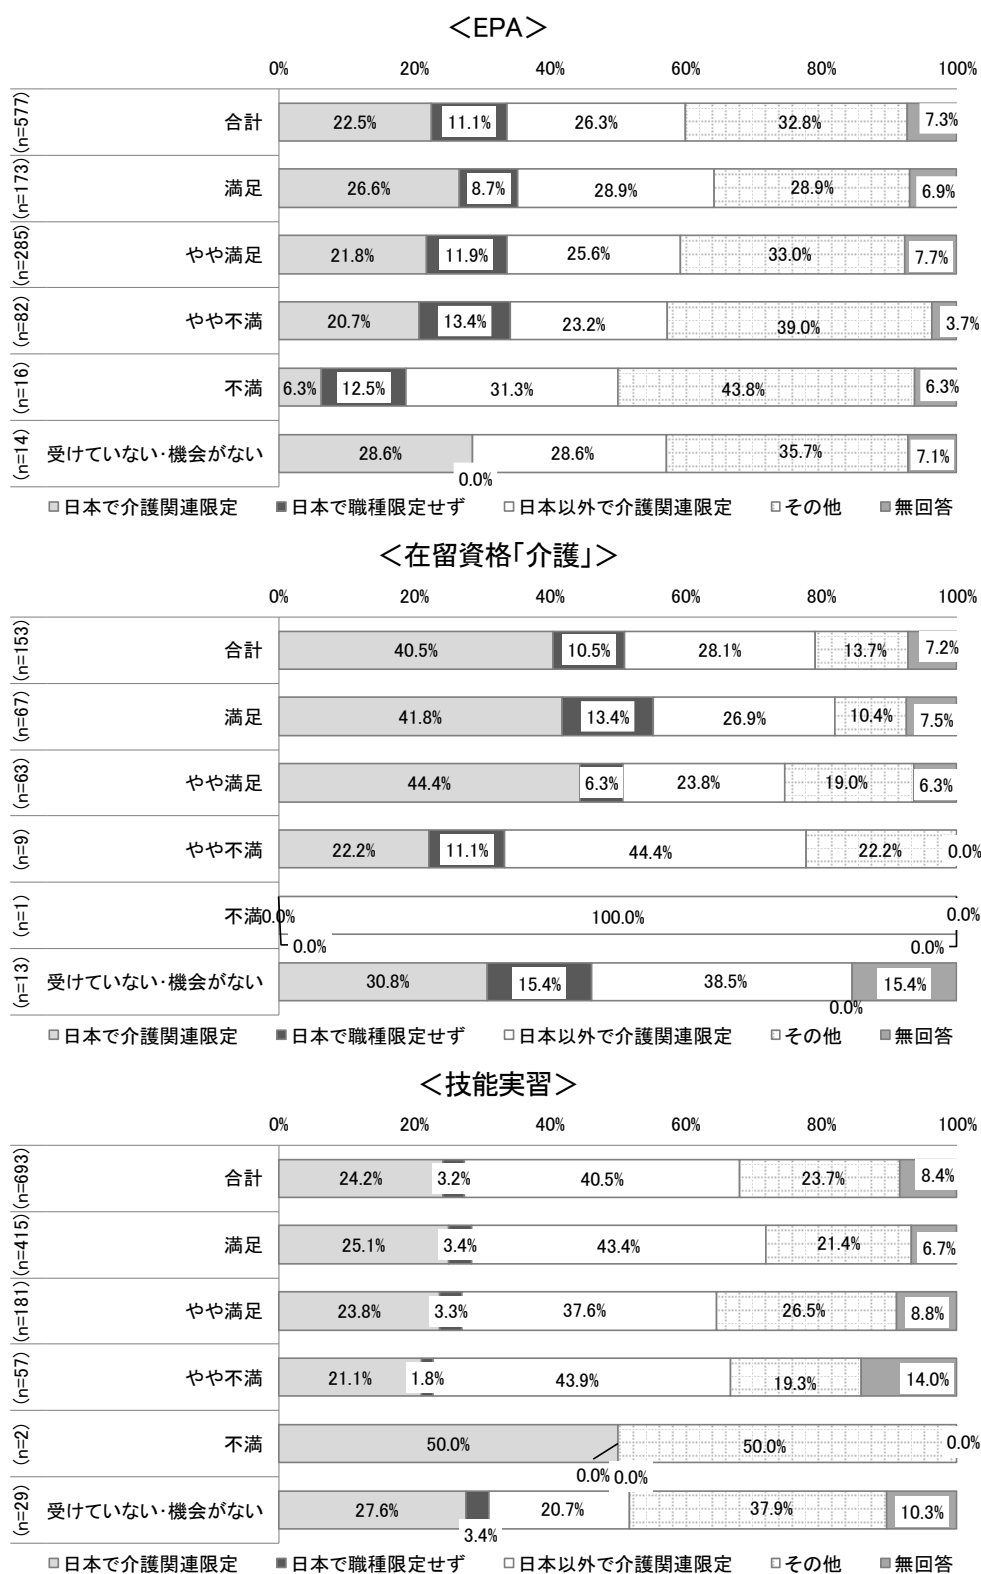 ＜EPA＞
0% 20% 40% 60% 80% 100%
(n=577) 合計 22.5% 11.1% 26.3% 32.8% 7.3%
(n=173) 満足 26.6% 8.7% 28.9% 28.9% 6.9%
(n=285) やや満足 21.8% 11.9% 25.6% 33.0% 7.7%
(n=82) やや不満 20.7% 13.4% 23.2% 39.0% 3.7%
(n=16) 不満 6.3% 12.5% 31.3% 43.8% 6.3%
(n=14) 受けていない・機会がない 28.6% 0.0% 28.6% 35.7% 7.1%
日本で介護関連限定 日本で職種限定せず 日本以外で介護関連限定 その他 無回答
＜在留資格「介護」＞
0% 20% 40% 60% 80% 100%
(n=153) 合計 40.5% 10.5% 28.1% 13.7% 7.2%
(n=67) 満足 41.8% 13.4% 26.9% 10.4% 7.5%
(n=63) やや満足 44.4% 6.3% 23.8% 19.0% 6.3%
(n=9) やや不満 22.2% 11.1% 44.4% 22.2% 0.0%
(n=1) 不満 0.0% 0.0% 100.0% 0.0% 0.0%
(n=13) 受けていない・機会がない 30.8% 15.4% 38.5% 0.0% 15.4%
日本で介護関連限定 日本で職種限定せず 日本以外で介護関連限定 その他 無回答
＜技能実習＞
0% 20% 40% 60% 80% 100%
(n=693) 合計 24.2% 3.2% 40.5% 23.7% 8.4%
(n=415) 満足 25.1% 3.4% 43.4% 21.4% 6.7%
(n=181) やや満足 23.8% 3.3% 37.6% 26.5% 8.8%
(n=57) やや不満 21.1% 1.8% 43.9% 19.3% 14.0%
(n=2) 不満 50.0% 0.0% 0.0% 50.0% 0.0%
(n=29) 受けていない・機会がない 27.6% 3.4% 20.7% 37.9% 10.3%
日本で介護関連限定 日本で職種限定せず 日本以外で介護関連限定 その他 無回答